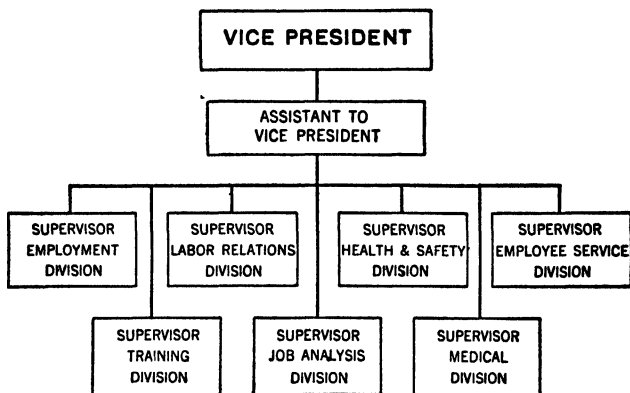 VICE PRESIDENT
ASSISTANT TO
VICE PRESIDENT
SUPERVISOR
EMPLOYMENT
DIVISION
SUPERVISOR
LABOR RELATIONS
DIVISION
SUPERVISOR
HEALTH & SAFETY
DIVISION
SUPERVISOR
EMPLOYEE SERVICE
DIVISION
SUPERVISOR
TRAINING
DIVISION
SUPERVISOR
JOB ANALYSIS
DIVISION
SUPERVISOR
MEDICAL
DIVISION